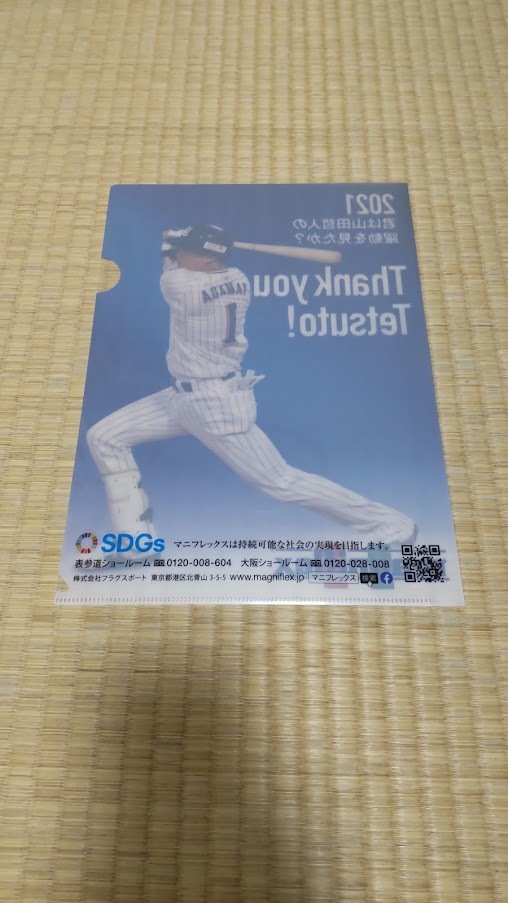 2021
君は山田哲人の
躍動を見たか？
Thank you
Tetsuto!
YAMADA
1
SDGs マニフレックスは持続可能な社会の実現を目指します。
表参道ショールーム 0120-008-604 大阪ショールーム 0120-028-008
株式会社フラグスポート 東京都港区北青山 3-5-5 www.magniflex.jp マニフレックス 検索